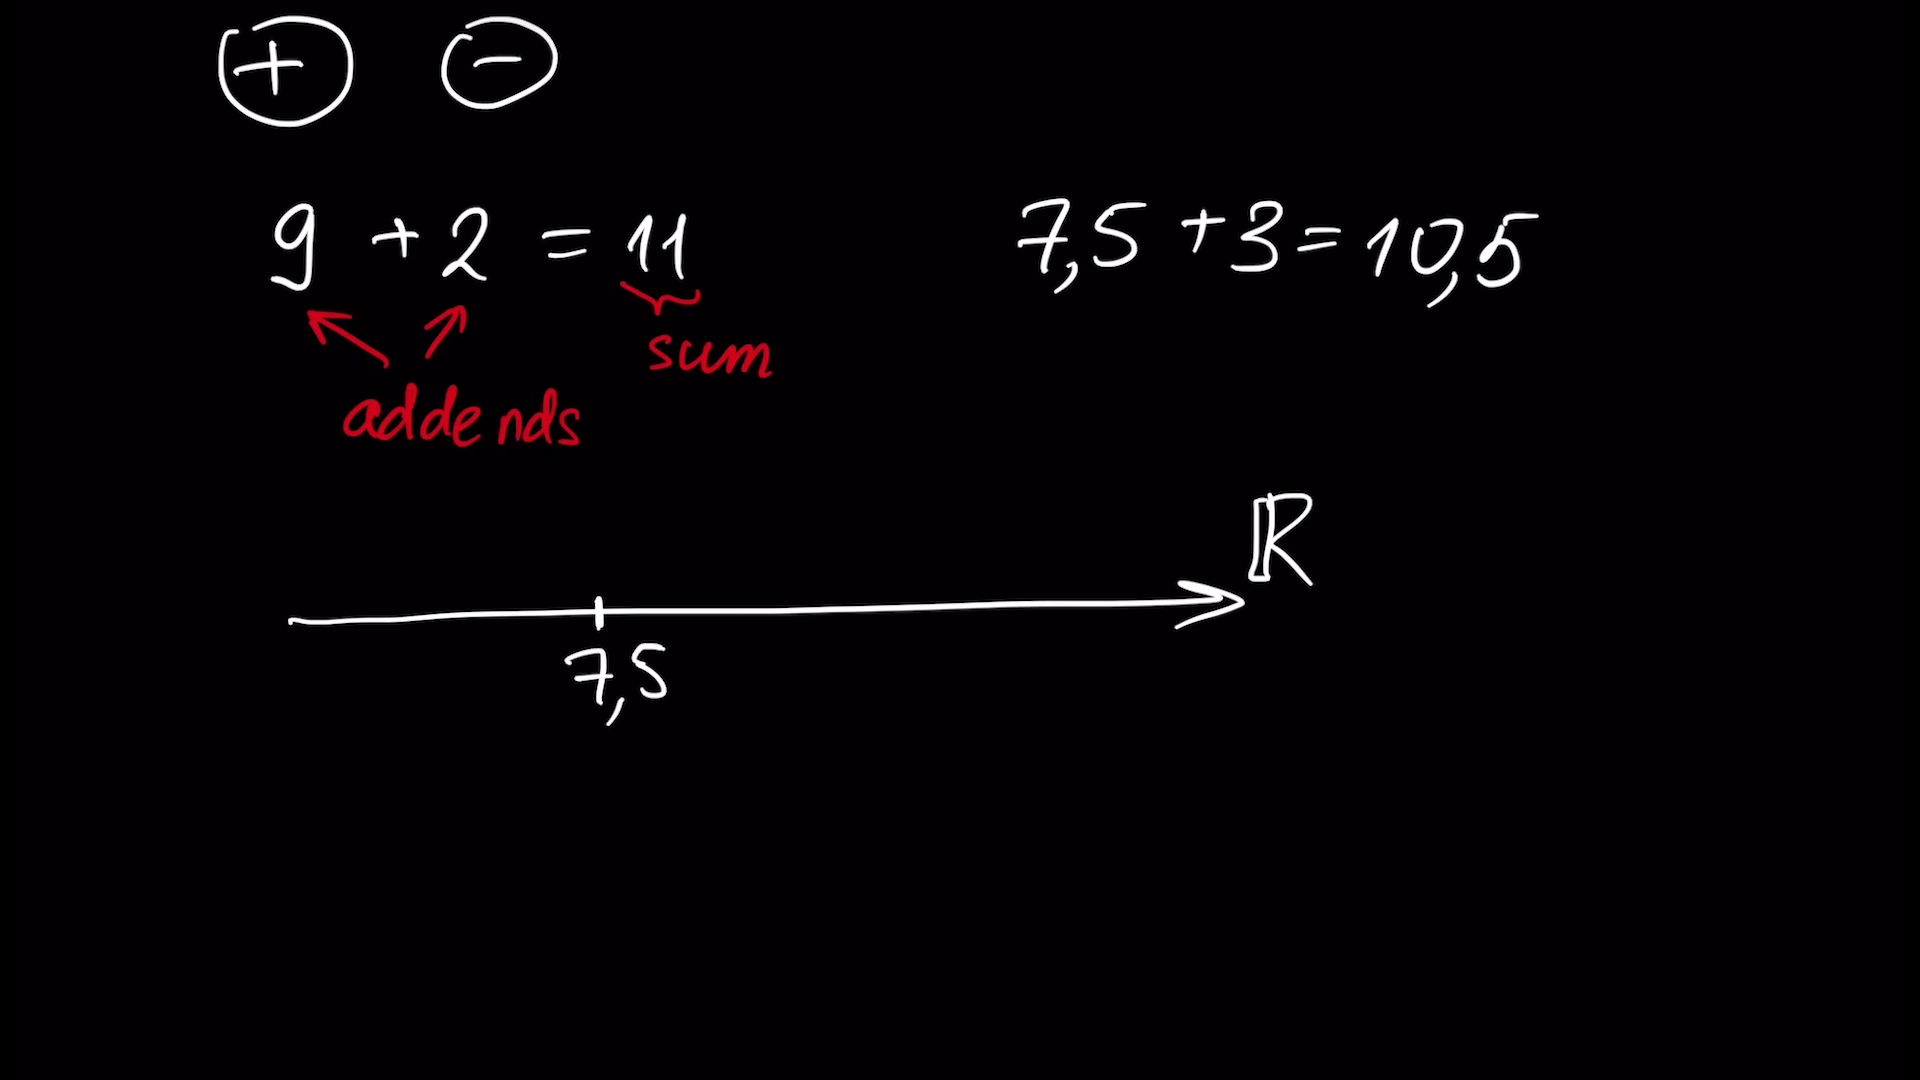 + -
9 + 2 = 11
7,5 + 3 = 10,5
sum
addends
ℝ
7,5